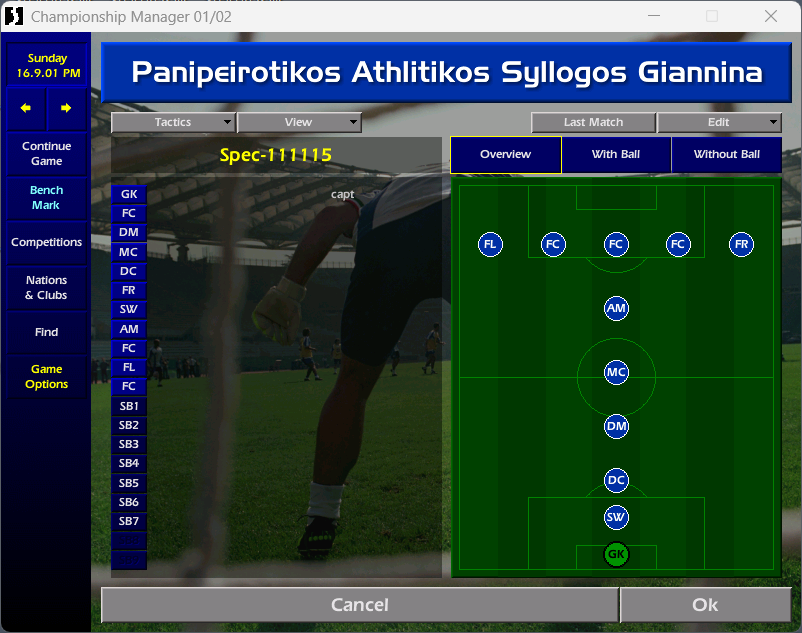 Championship Manager 01/02
Sunday
16.9.01 PM
Continue
Game
Bench
Mark
Competitions
Nations
& Clubs
Find
Game
Options
Panipeirotikos Athlitikos Syllogos Giannina
Tactics
View
Last Match
Edit
Spec-111115
Overview
With Ball
Without Ball
GK
capt
FC
DM
MC
DC
FR
SW
AM
FC
FL
FC
SB1
SB2
SB3
SB4
SB5
SB6
SB7
FL
FC
FC
FC
FR
AM
MC
DM
DC
SW
GK
Cancel
Ok